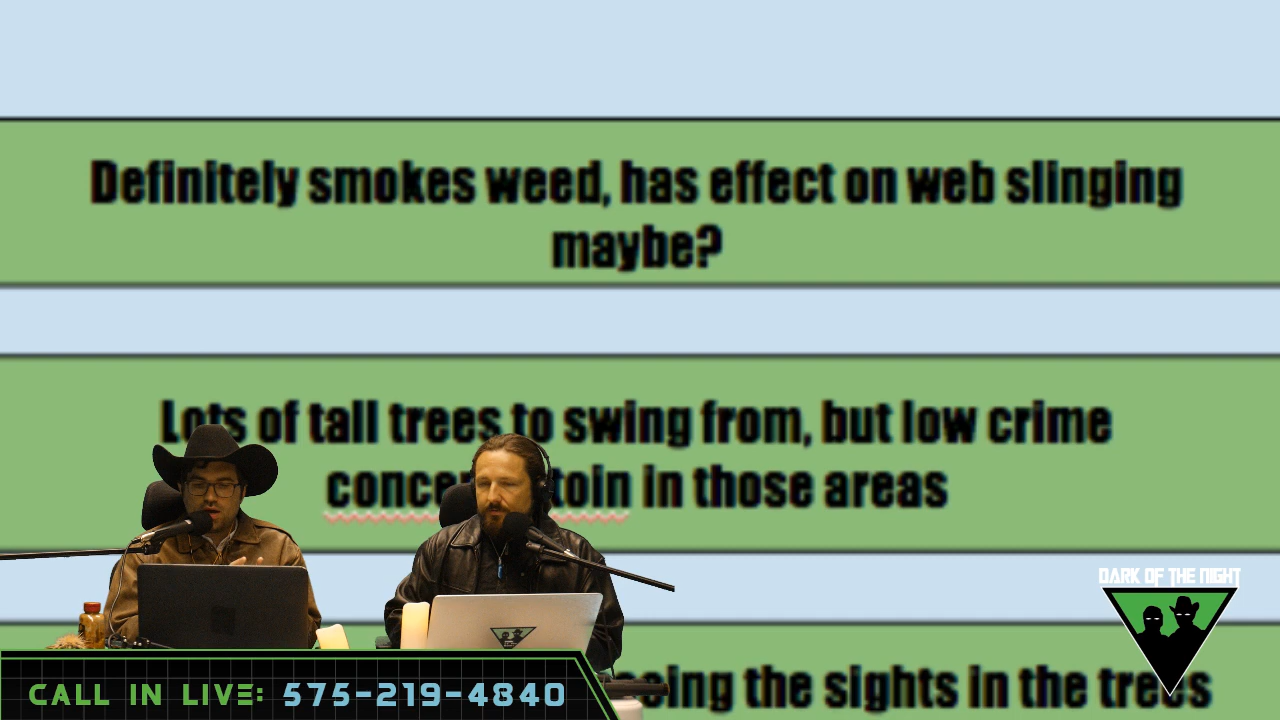 Definitely smokes weed, has effect on web slinging
maybe?
Lots of tall trees to swing from, but low crime
toin in those areas
DARK OF THE NIGHT
the sights in the trees
CALL IN LIVE: 575-219-4840